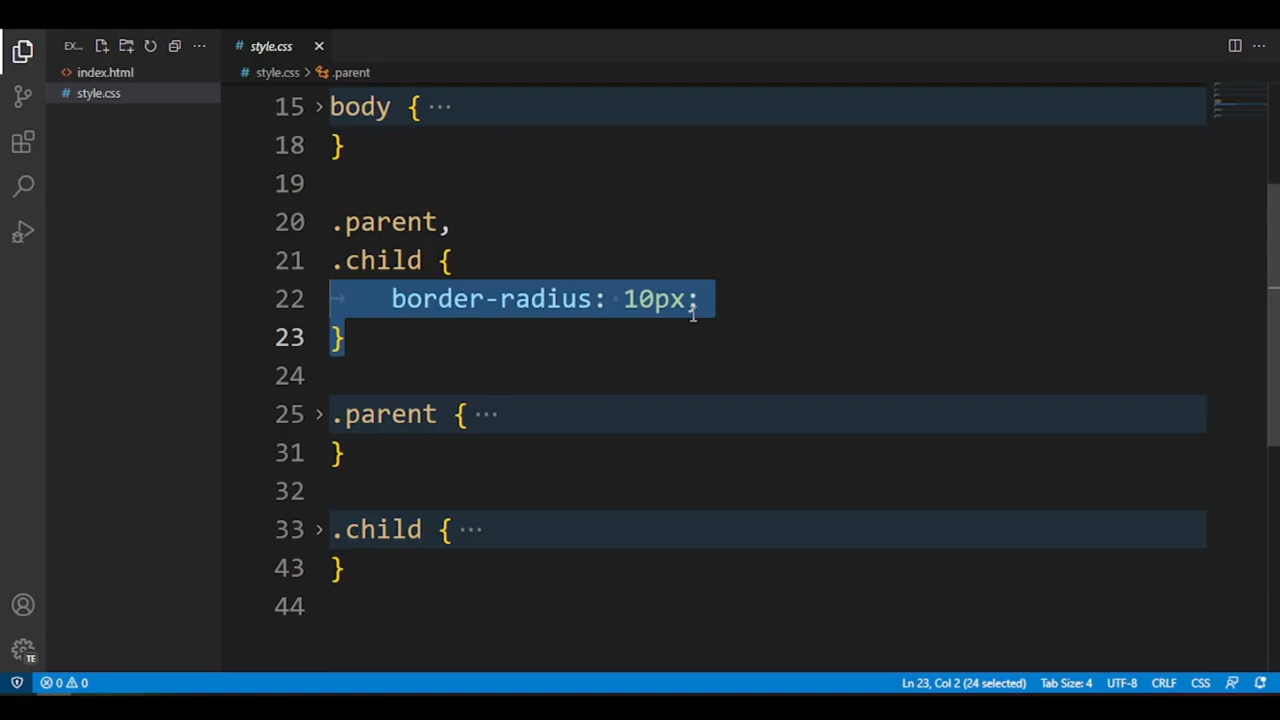 EX... ···
# style.css ×
···
<> index.html
# style.css
# style.css > .parent
15 > body { ···
18 }
19
20 .parent,
21 .child {
22 → border-radius: 10px;
23 }
24
25 > .parent { ···
31 }
32
33 > .child { ···
43 }
44
TE
0 0
Ln 23, Col 2 (24 selected) Tab Size: 4 UTF-8 CRLF CSS